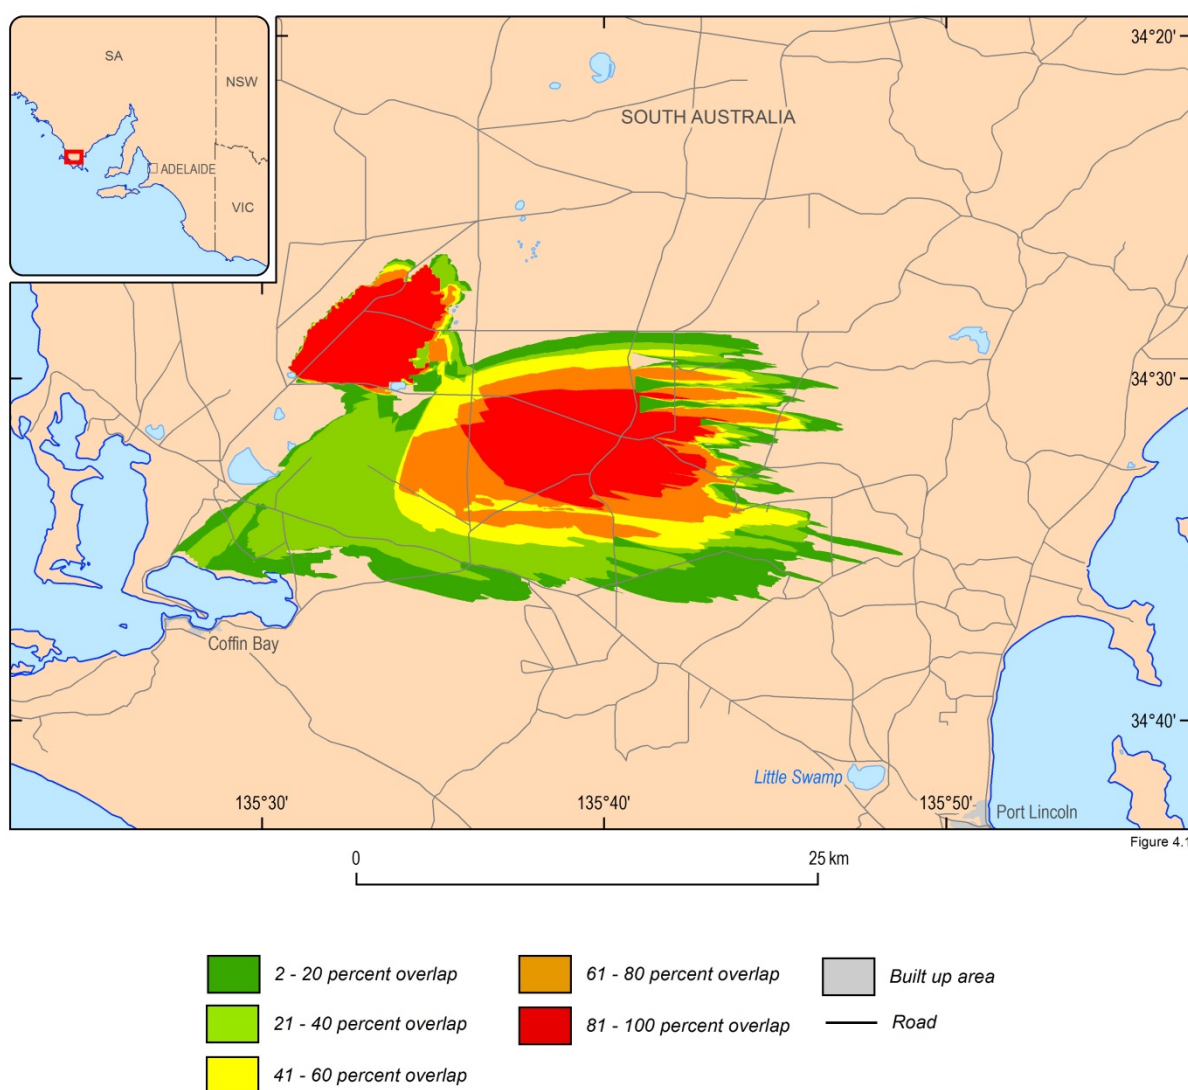 SA
NSW
ADELAIDE
VIC
34°20'
SOUTH AUSTRALIA
34°30'
Coffin Bay
34°40'
Little Swamp
135°30'
135°40'
135°50'
Port Lincoln
Figure 4.1
0
25 km
2 - 20 percent overlap
61 - 80 percent overlap
Built up area
21 - 40 percent overlap
81 - 100 percent overlap
Road
41 - 60 percent overlap